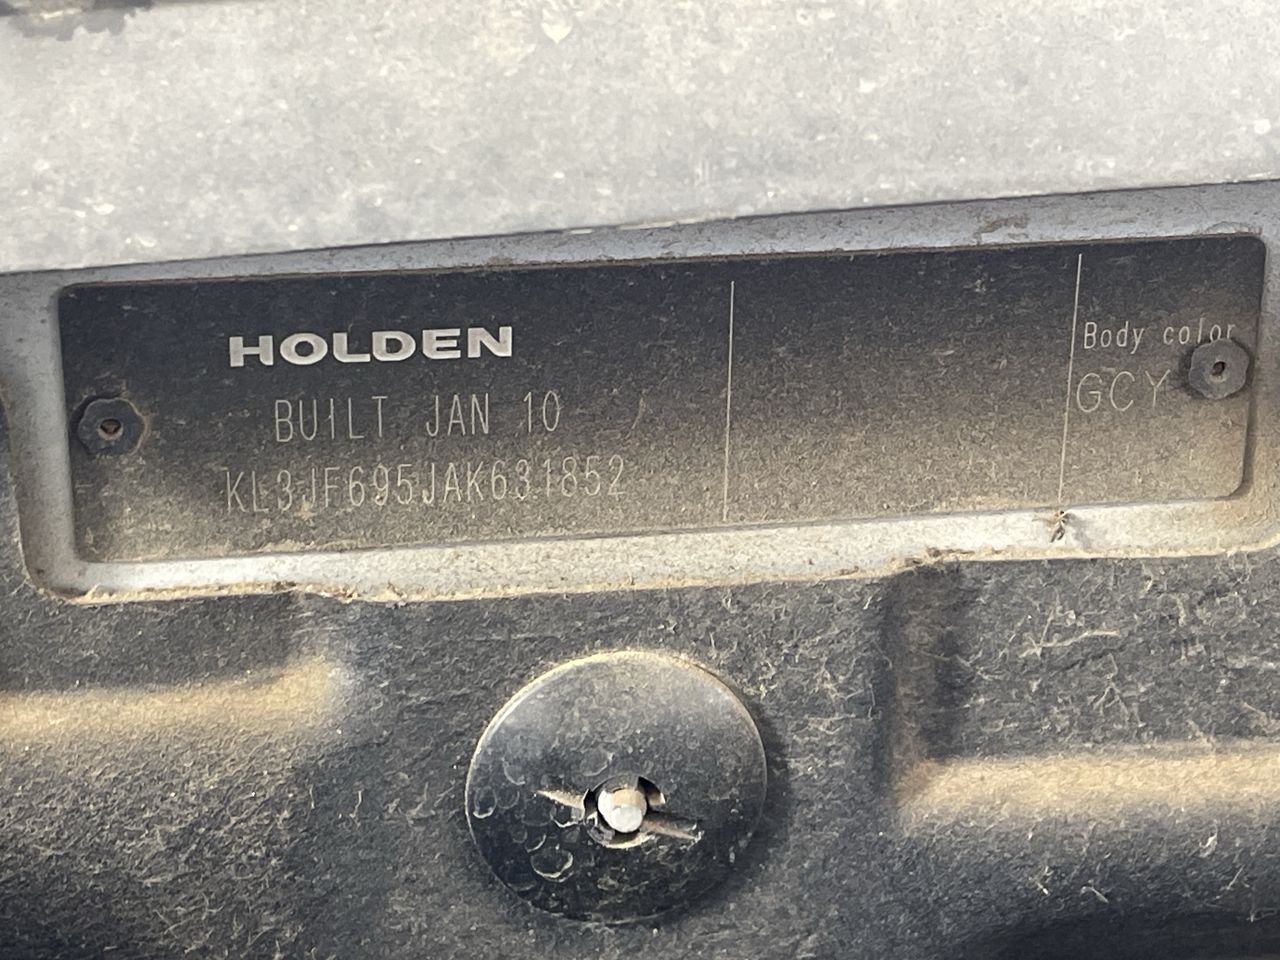 HOLDEN
BUILT JAN 10
KL3JF695JAK631852
Body color
GCY